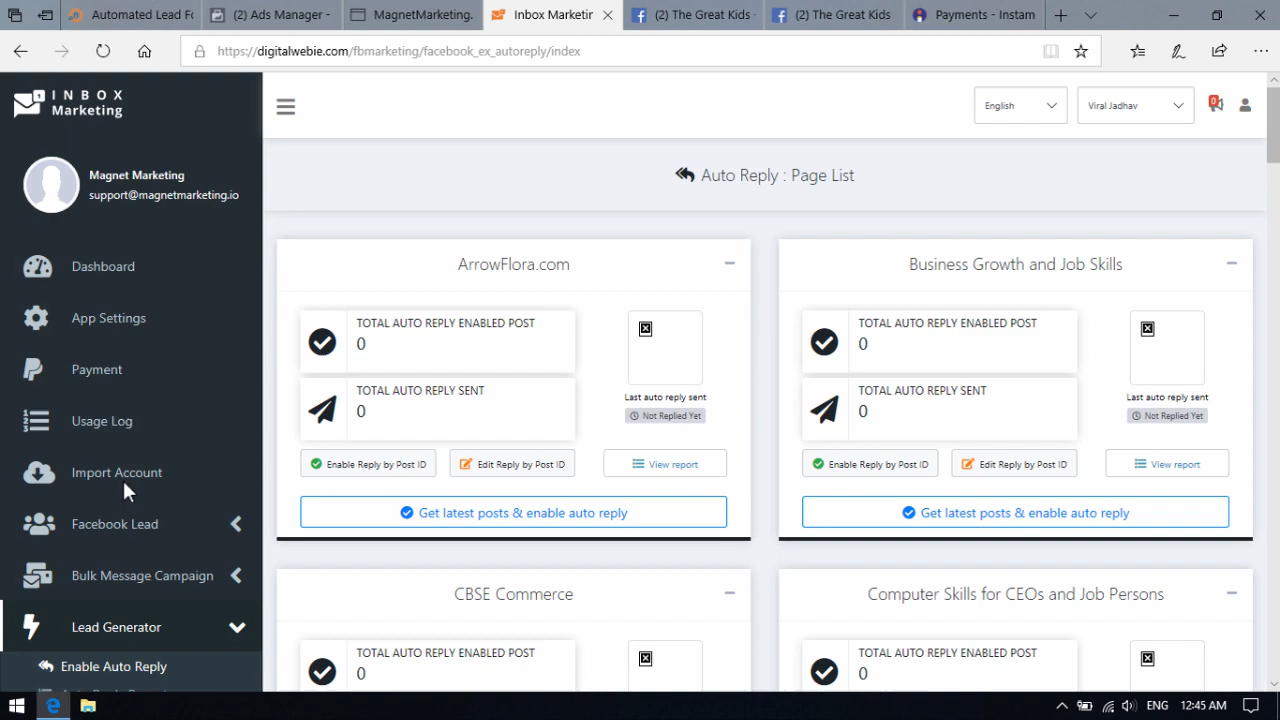 Automated Lead Fo
(2) Ads Manager -
MagnetMarketing.
Inbox Marketin
(2) The Great Kids
(2) The Great Kids
Payments - Instam
https://digitalwebie.com/fbmarketing/facebook_ex_autoreply/index
1
INBOX
Marketing
English
Viral Jadhav
0
Magnet Marketing
support@magnetmarketing.io
Auto Reply : Page List
Dashboard
App Settings
Payment
Usage Log
Import Account
Facebook Lead
Bulk Message Campaign
Lead Generator
Enable Auto Reply
ArrowFlora.com
TOTAL AUTO REPLY ENABLED POST
0
TOTAL AUTO REPLY SENT
0
Last auto reply sent
Not Replied Yet
Enable Reply by Post ID
Edit Reply by Post ID
View report
Get latest posts & enable auto reply
Business Growth and Job Skills
TOTAL AUTO REPLY ENABLED POST
0
TOTAL AUTO REPLY SENT
0
Last auto reply sent
Not Replied Yet
Enable Reply by Post ID
Edit Reply by Post ID
View report
Get latest posts & enable auto reply
CBSE Commerce
TOTAL AUTO REPLY ENABLED POST
0
Computer Skills for CEOs and Job Persons
TOTAL AUTO REPLY ENABLED POST
0
ENG
12:45 AM